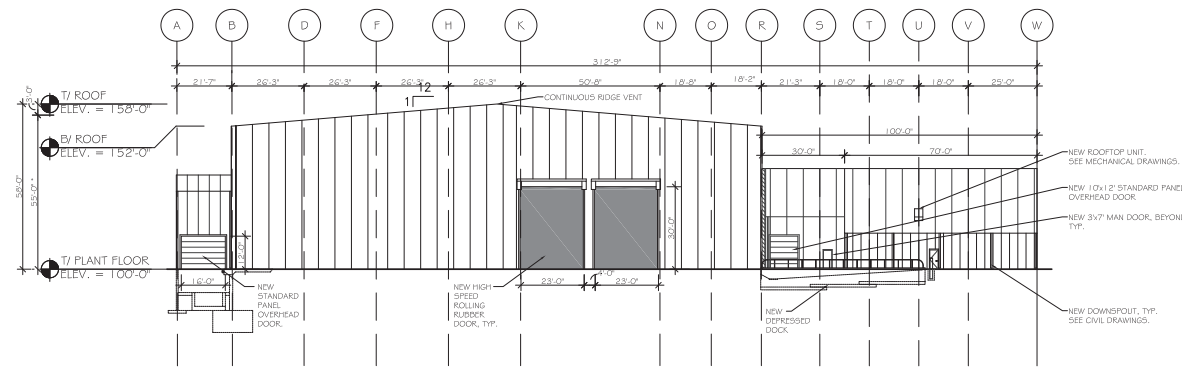 A B D F H K N O R S T U V W
312'-9"
21'-7" 26'-3" 26'-3" 26'-3" 26'-3" 50'-8" 18'-8" 18'-2" 21'-3" 18'-0" 18'-0" 18'-0" 25'-0"
12
1
CONTINUOUS RIDGE VENT
T/ ROOF
ELEV. = 158'-0"
B/ ROOF
ELEV. = 152'-0"
T/ PLANT FLOOR
ELEV. = 100'-0"
3'-0"
58'-0"
55'-0"
100'-0"
30'-0" 70'-0"
NEW ROOFTOP UNIT.
SEE MECHANICAL DRAWINGS.
NEW 10'x12' STANDARD PANEL
OVERHEAD DOOR
NEW 3'x7' MAN DOOR, BEYOND
TYP.
12'-0"
30'-0"
16'-0"
23'-0" 23'-0"
NEW
STANDARD
PANEL
OVERHEAD
DOOR.
NEW HIGH
SPEED
ROLLING
RUBBER
DOOR, TYP.
NEW
DEPRESSED
DOCK
NEW DOWNSPOUT, TYP.
SEE CIVIL DRAWINGS.